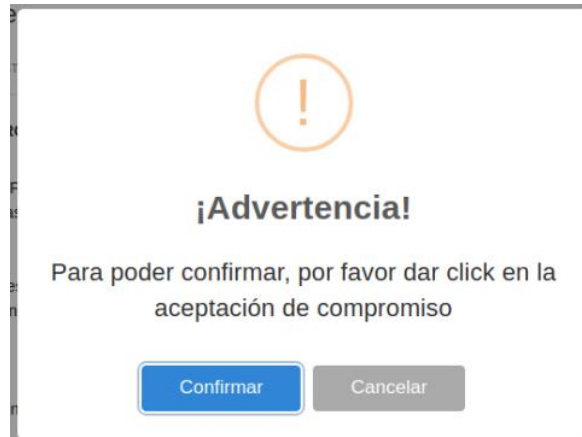 !
¡Advertencia!
Para poder confirmar, por favor dar click en la
aceptación de compromiso
Confirmar Cancelar